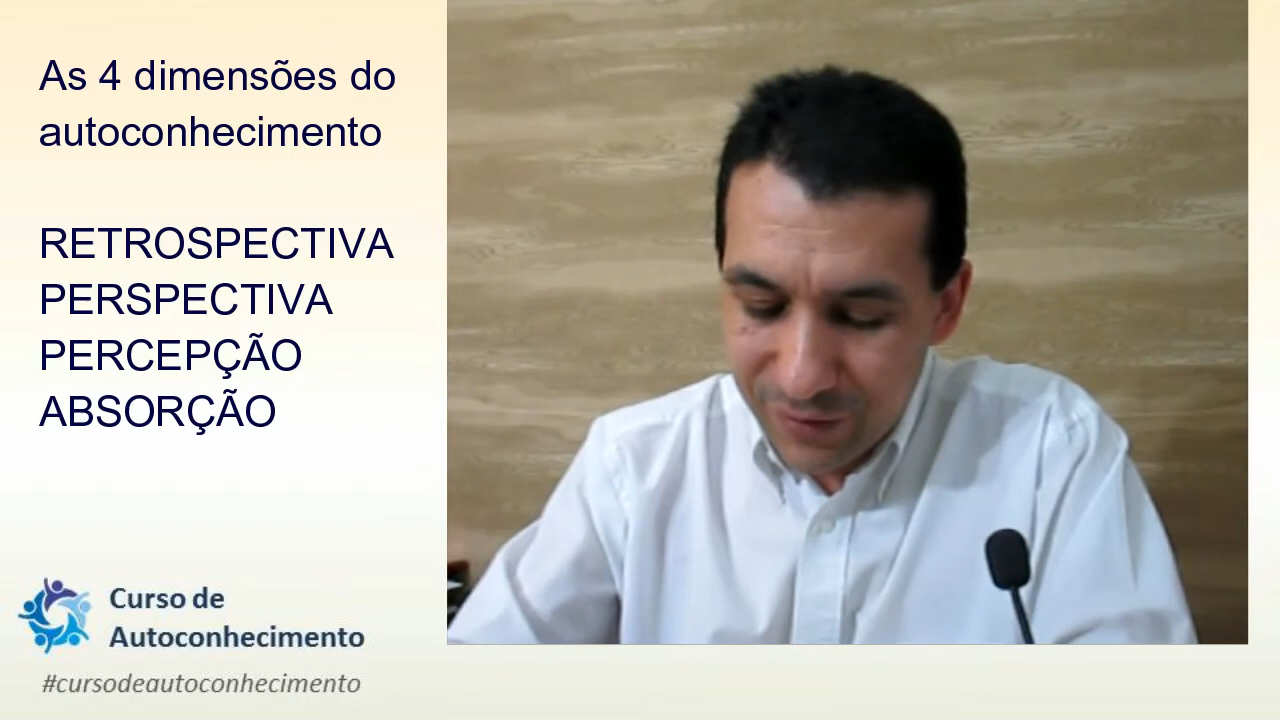 As 4 dimensões do
autoconhecimento
RETROSPECTIVA
PERSPECTIVA
PERCEPÇÃO
ABSORÇÃO
Curso de
Autoconhecimento
#cursodeautoconhecimento